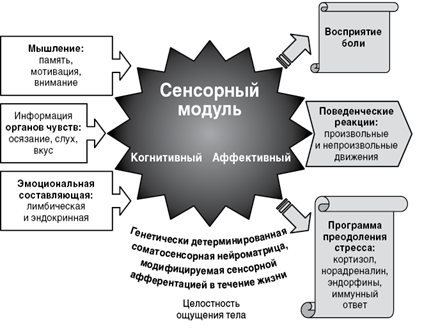 Мышление:
память,
мотивация,
внимание
Информация
органов чувств:
осязание, слух,
вкус
Эмоциональная
составляющая:
лимбическая
и эндокринная
Сенсорный
модуль
Когнитивный Аффективный
Генетически детерминированная
соматосенсорная нейроматрица,
модифицируемая сенсорной
афферентацией в течение жизни
Целостность
ощущения тела
Восприятие
боли
Поведенческие
реакции:
произвольные
и непроизвольные
движения
Программа
преодоления
стресса:
кортизол,
норадреналин,
эндорфины,
иммунный
ответ